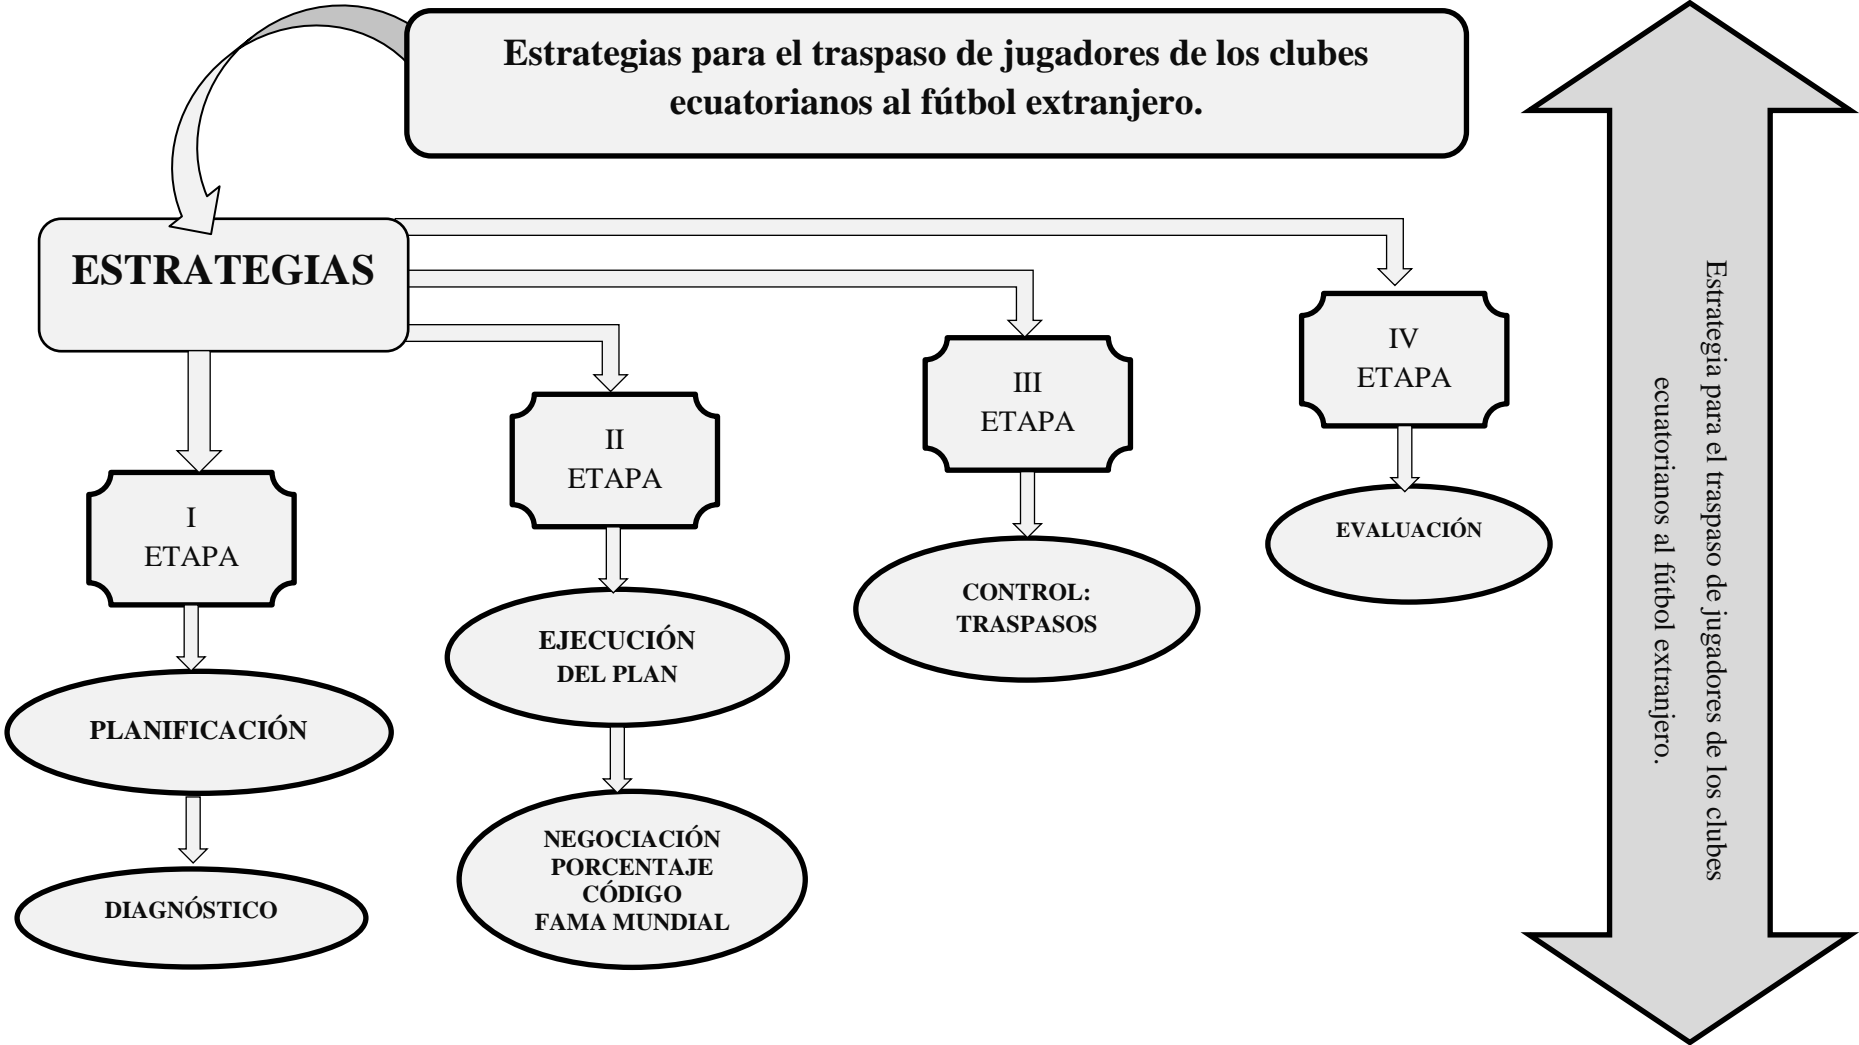 Estrategias para el traspaso de jugadores de los clubes
ecuatorianos al fútbol extranjero.
ESTRATEGIAS
I
ETAPA
PLANIFICACIÓN
DIAGNÓSTICO
II
ETAPA
EJECUCIÓN
DEL PLAN
NEGOCIACIÓN
PORCENTAJE
CÓDIGO
FAMA MUNDIAL
III
ETAPA
CONTROL:
TRASPASOS
IV
ETAPA
EVALUACIÓN
Estrategia para el traspaso de jugadores de los clubes
ecuatorianos al fútbol extranjero.